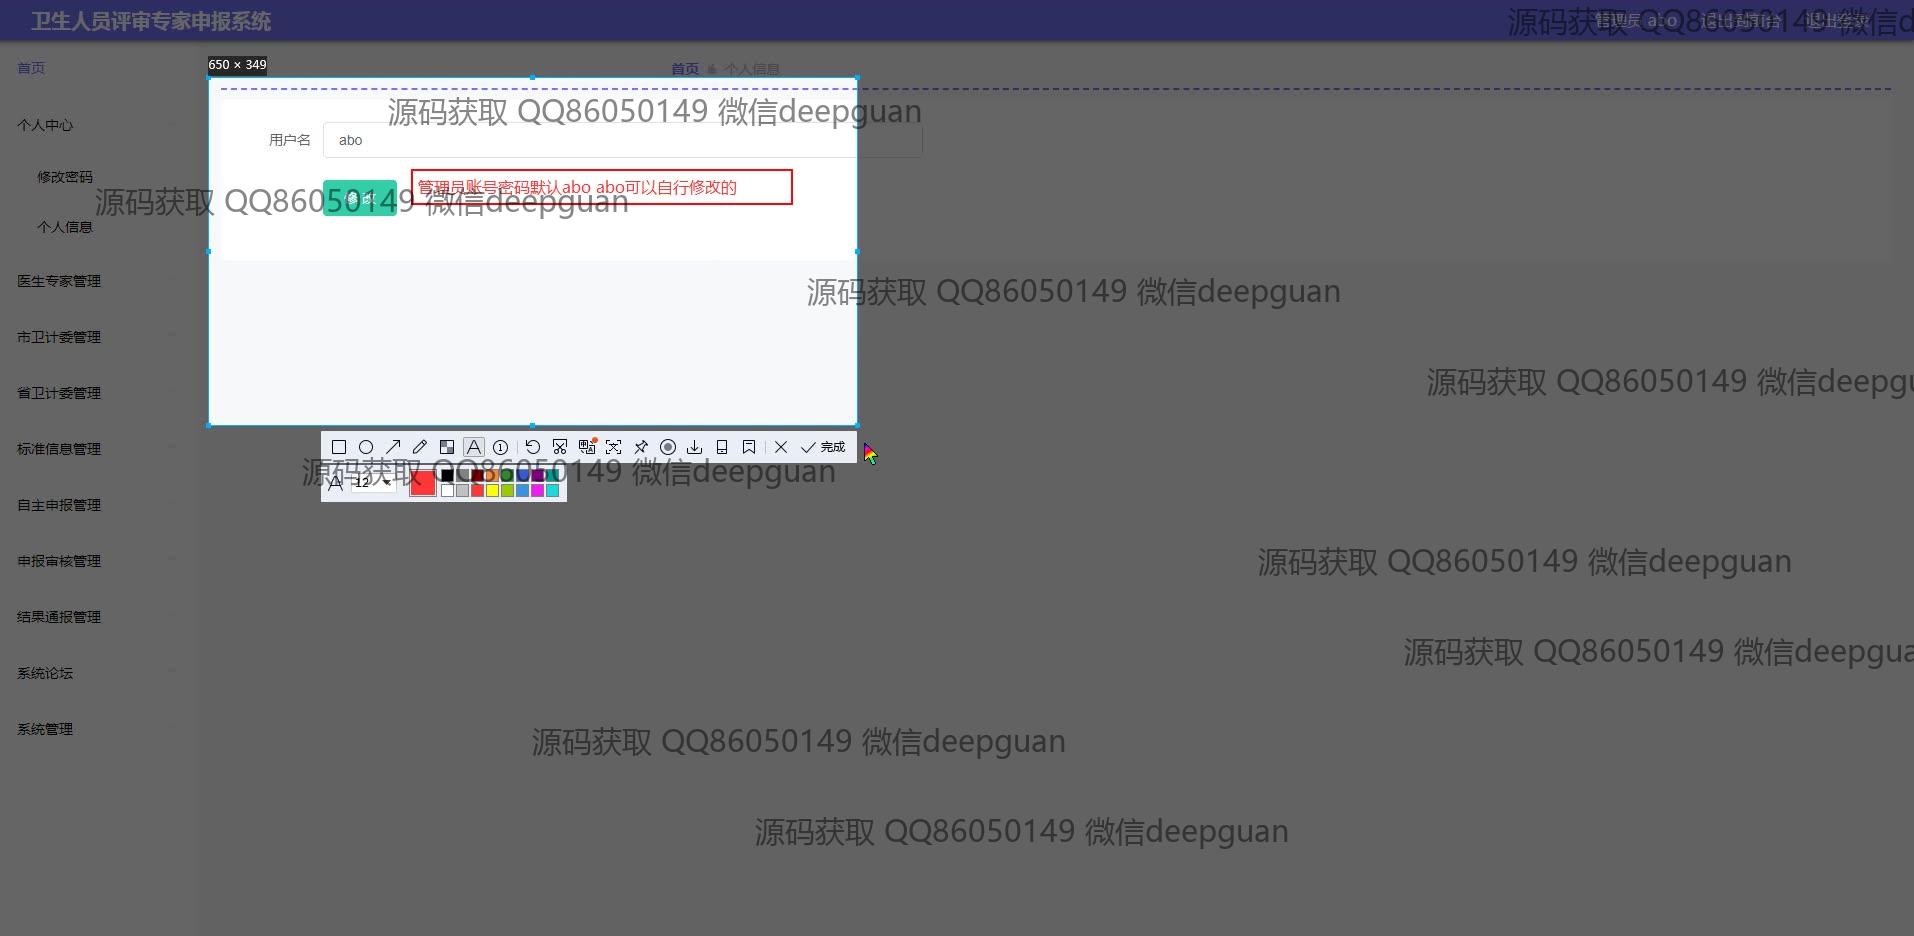 卫生人员评审专家申报系统
管理员 abo 退出到前台 退出登录
源码获取 QQ86050149 微信d
首页
650 × 349
首页 个人信息
源码获取 QQ86050149 微信deepguan
个人中心
用户名 abo
修改密码
修改
管理员账号密码默认abo abo可以自行修改的
源码获取 QQ86050149 微信deepguan
个人信息
医生专家管理
源码获取 QQ86050149 微信deepguan
市卫计委管理
源码获取 QQ86050149 微信deepgu
省卫计委管理
标准信息管理
完成
源码获取 QQ86050149 微信deepguan
12
自主申报管理
申报审核管理
源码获取 QQ86050149 微信deepguan
结果通报管理
源码获取 QQ86050149 微信deepgua
系统论坛
系统管理
源码获取 QQ86050149 微信deepguan
源码获取 QQ86050149 微信deepguan